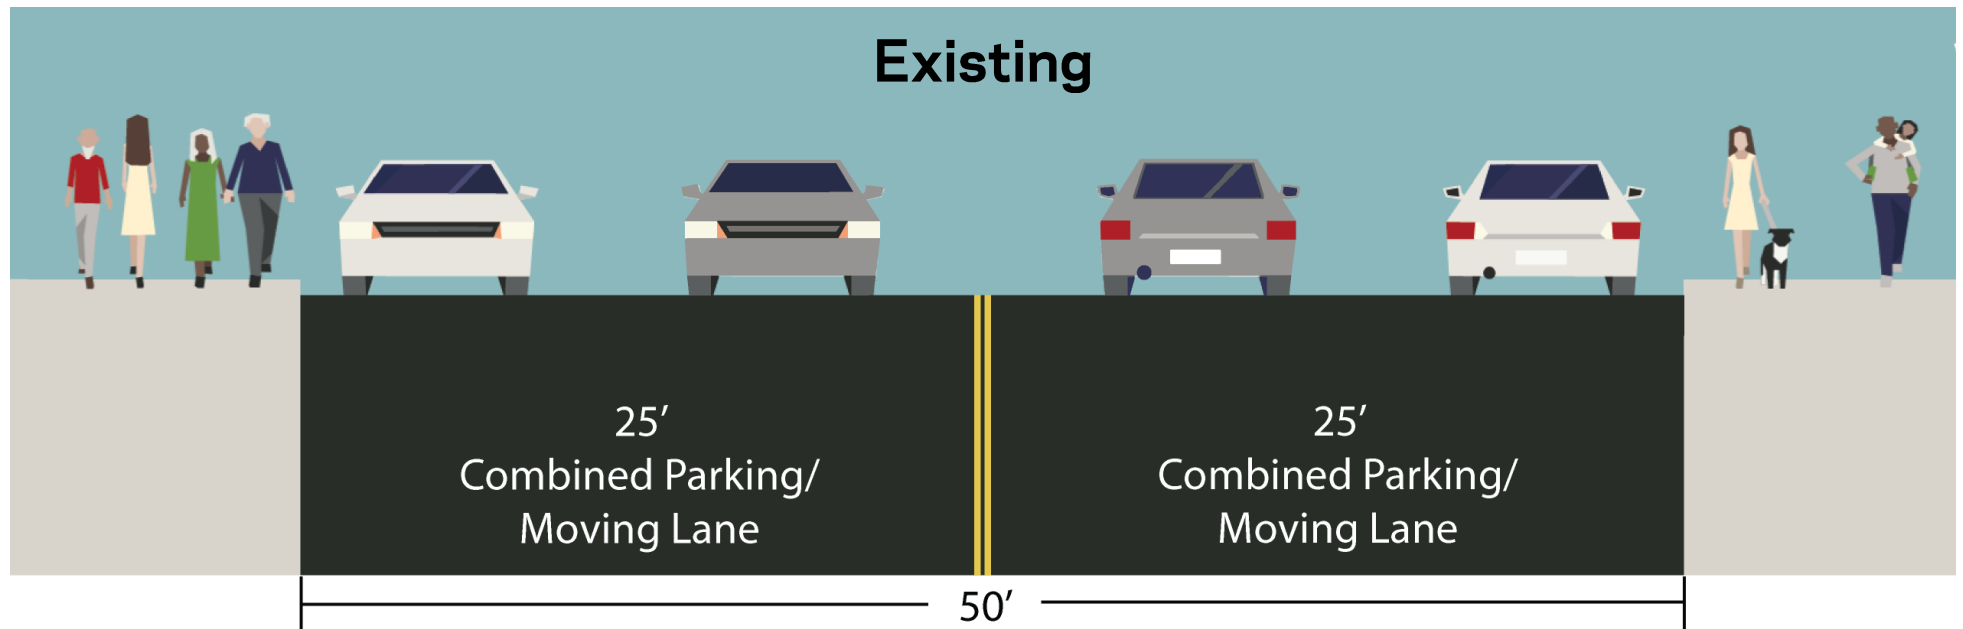 Existing
25’
Combined Parking/
Moving Lane
25’
Combined Parking/
Moving Lane
50’